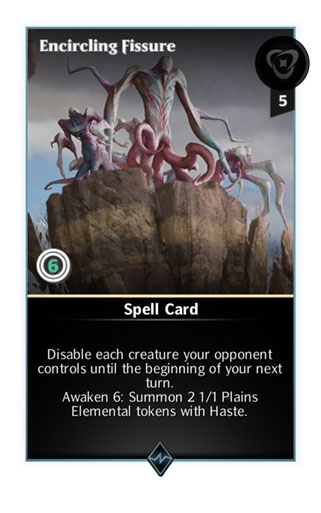 Encircling Fissure
5
6
Spell Card
Disable each creature your opponent
controls until the beginning of your next
turn.
Awaken 6: Summon 2 1/1 Plains
Elemental tokens with Haste.